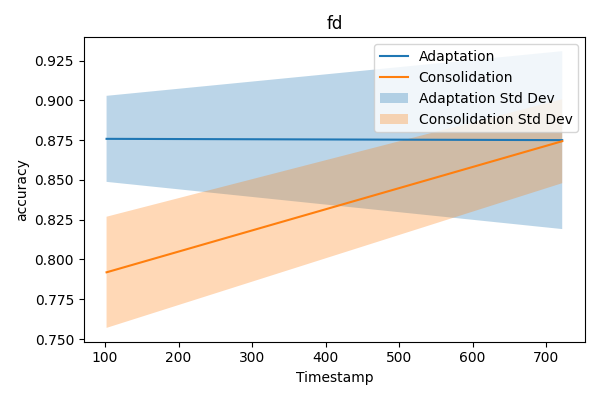 fd
Adaptation
Consolidation
Adaptation Std Dev
Consolidation Std Dev
accuracy
0.925
0.900
0.875
0.850
0.825
0.800
0.775
0.750
100 200 300 400 500 600 700
Timestamp